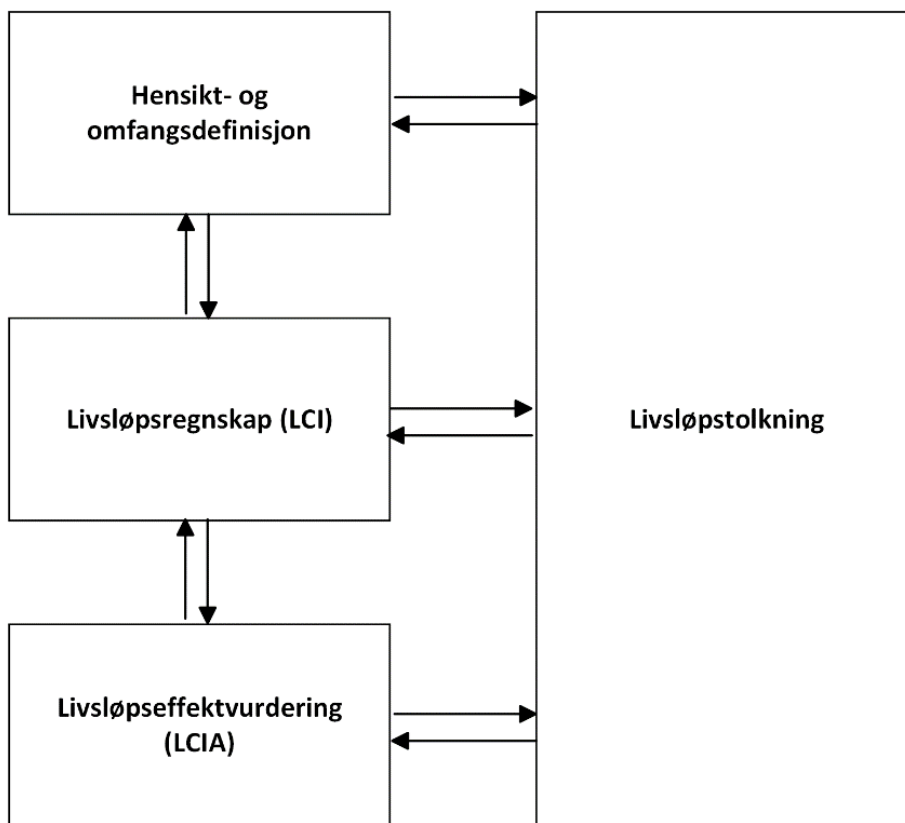 Hensikt- og
omfangsdefinisjon
Livsløpsregnskap (LCI)
Livsløpstolkning
Livsløpseffektvurdering
(LCIA)